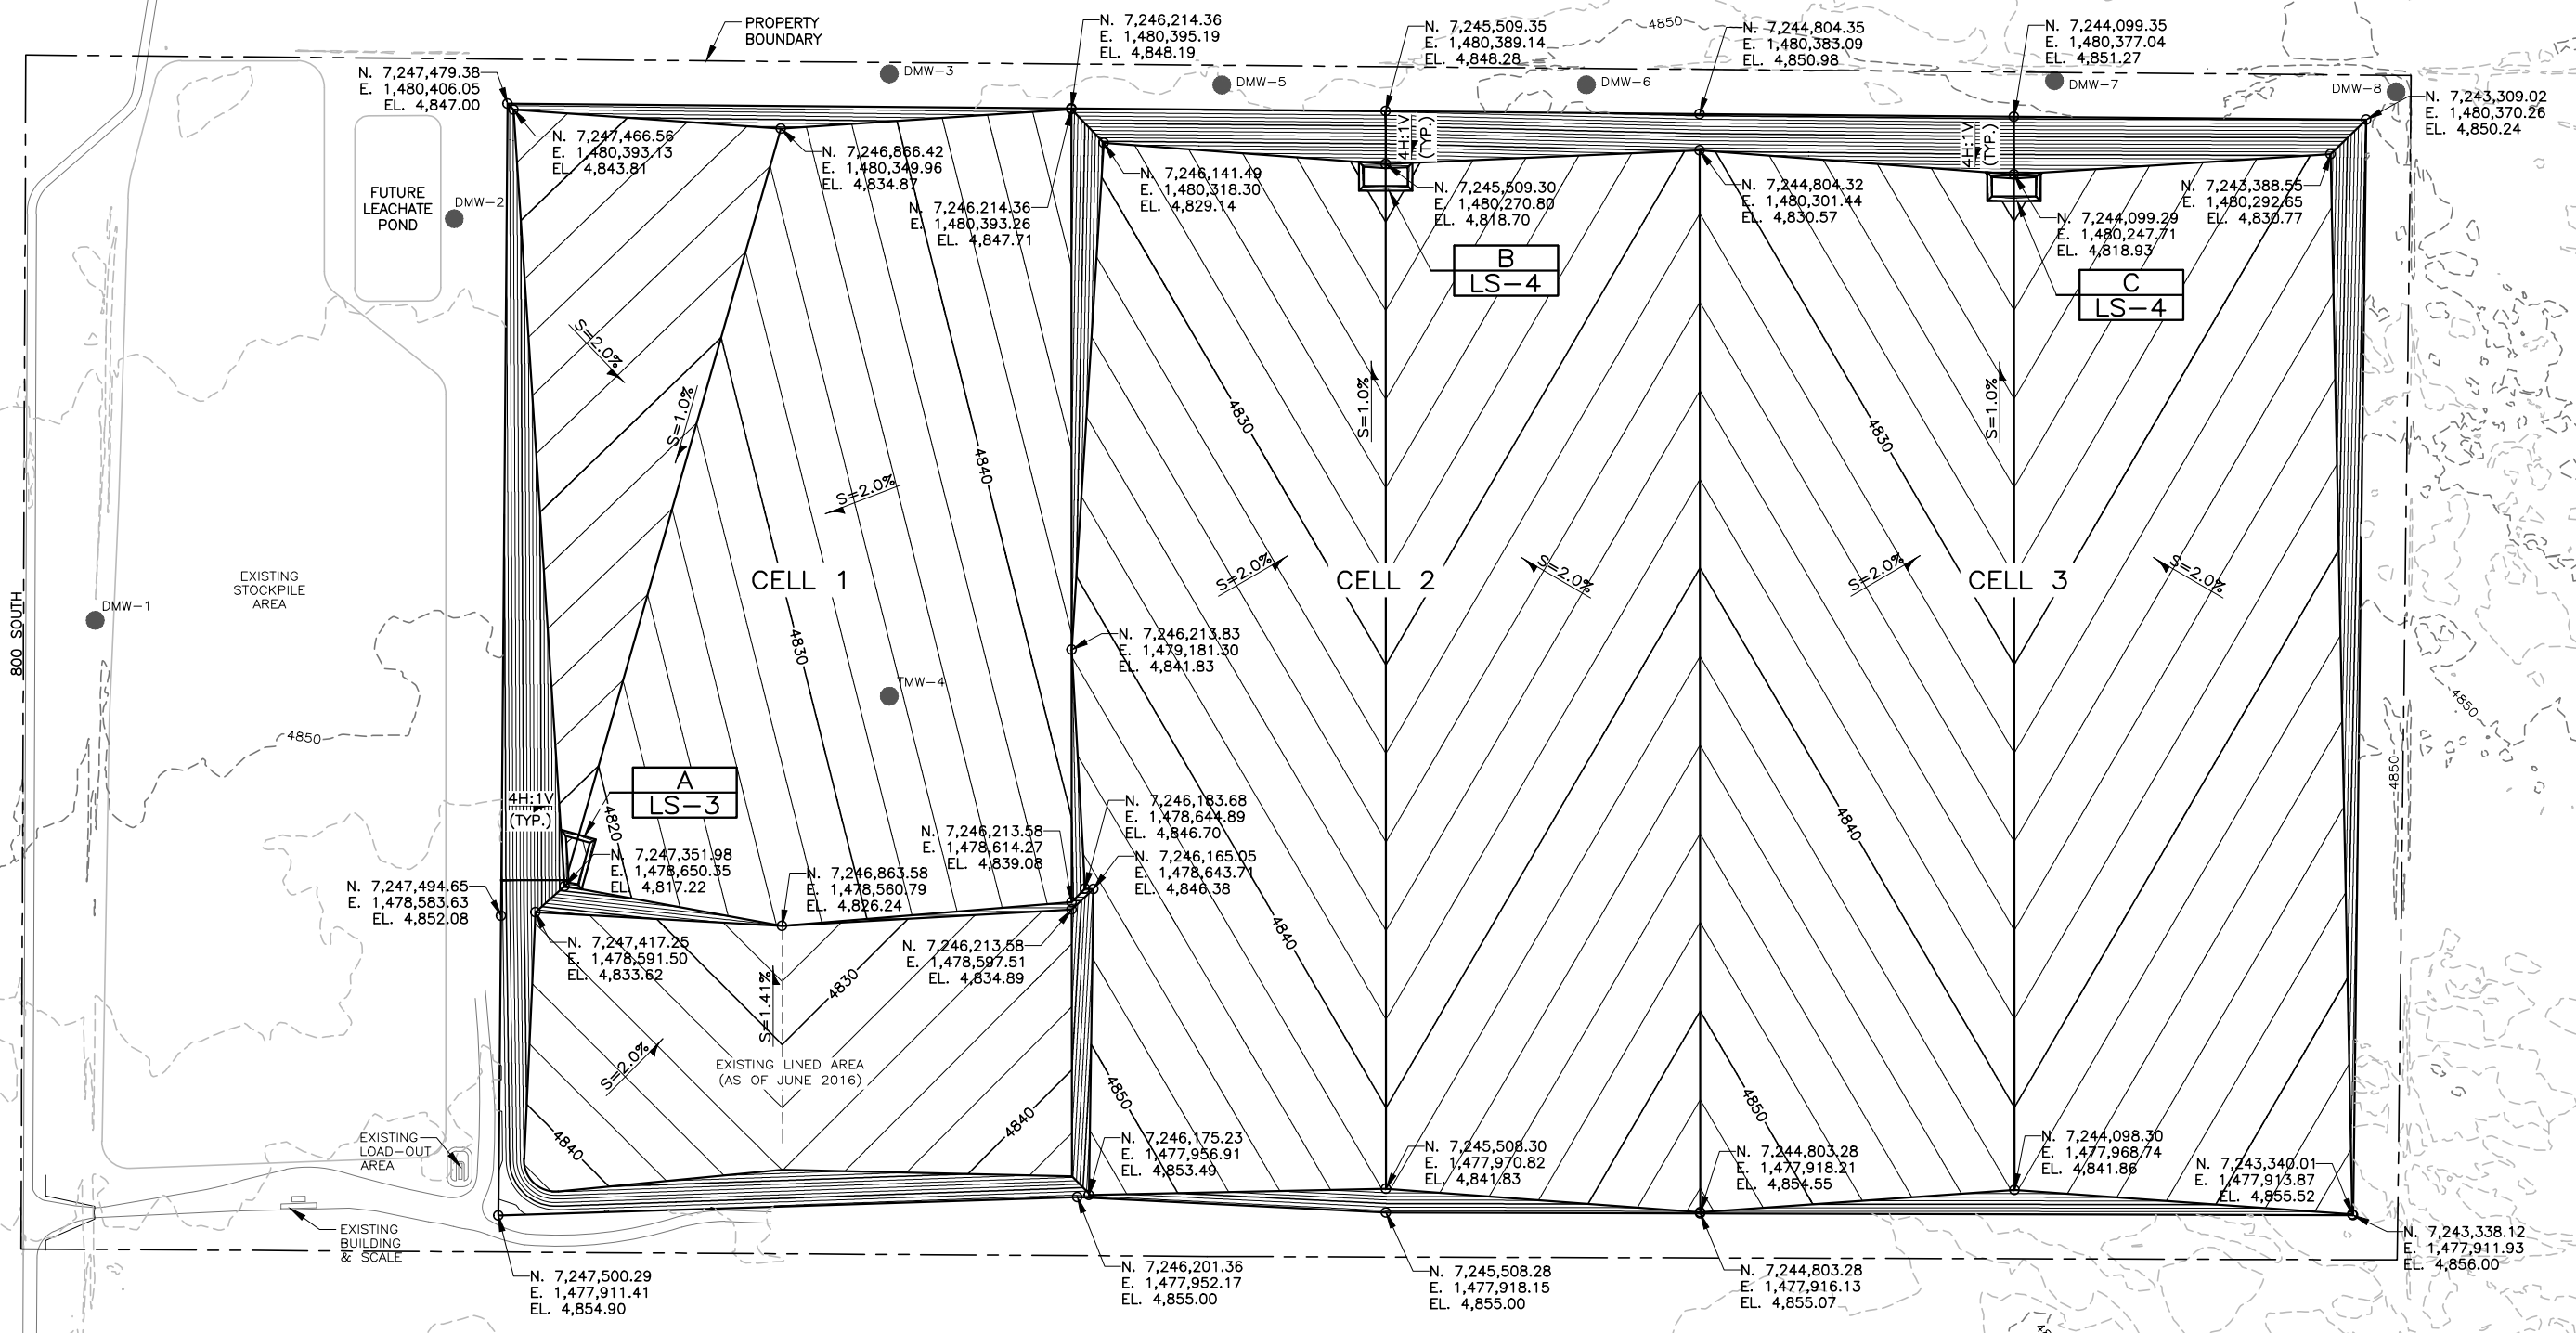 PROPERTY
BOUNDARY
N. 7,246,214.36
E. 1,480,395.19
EL. 4,848.19
N. 7,245,509.35
E. 1,480,389.14
EL. 4,848.28
4850
N. 7,244,804.35
E. 1,480,383.09
EL. 4,850.98
N. 7,244,099.35
E. 1,480,377.04
EL. 4,851.27
N. 7,247,479.38
E. 1,480,406.05
EL. 4,847.00
DMW-3
DMW-5
DMW-6
DMW-7
DMW-8
N. 7,243,309.02
E. 1,480,370.26
EL. 4,850.24
N. 7,247,466.56
E. 1,480,393.13
EL. 4,843.81
N. 7,246,866.42
E. 1,480,349.96
EL. 4,834.87
4H:1V
(TYP.)
4H:1V
(TYP.)
N. 7,246,141.49
E. 1,480,318.30
EL. 4,829.14
N. 7,245,509.30
E. 1,480,270.80
EL. 4,818.70
N. 7,244,804.32
E. 1,480,301.44
EL. 4,830.57
N. 7,243,388.55
E. 1,480,292.65
EL. 4,830.77
FUTURE
LEACHATE
POND
DMW-2
N. 7,246,214.36
E. 1,480,393.26
EL. 4,847.71
N. 7,244,099.29
E. 1,480,247.71
EL. 4,818.93
B
LS-4
C
LS-4
S=2.0%
S=1.0%
S=1.0%
S=1.0%
4830
4830
4840
S=2.0%
EXISTING
STOCKPILE
AREA
CELL 1
CELL 2
CELL 3
S=2.0%
S=2.0%
S=2.0%
S=2.0%
DMW-1
800 SOUTH
4830
N. 7,246,213.83
E. 1,479,181.30
EL. 4,841.83
TMW-4
4850
4850
4850
A
LS-3
4H:1V
(TYP.)
4820
N. 7,246,183.68
E. 1,478,644.89
EL. 4,846.70
N. 7,246,213.58
E. 1,478,614.27
EL. 4,839.08
4840
N. 7,247,351.98
E. 1,478,650.35
EL. 4,817.22
N. 7,246,165.05
E. 1,478,643.71
EL. 4,846.38
N. 7,246,863.58
E. 1,478,560.79
EL. 4,826.24
N. 7,247,494.65
E. 1,478,583.63
EL. 4,852.08
N. 7,247,417.25
E. 1,478,591.50
EL. 4,833.62
N. 7,246,213.58
E. 1,478,597.51
EL. 4,834.89
4840
4830
S=1.41%
S=2.0%
EXISTING LINED AREA
(AS OF JUNE 2016)
4850
4850
4840
4840
EXISTING
LOAD-OUT
AREA
N. 7,246,175.23
E. 1,477,956.91
EL. 4,853.49
N. 7,245,508.30
E. 1,477,970.82
EL. 4,841.83
N. 7,244,803.28
E. 1,477,918.21
EL. 4,854.55
N. 7,244,098.30
E. 1,477,968.74
EL. 4,841.86
N. 7,243,340.01
E. 1,477,913.87
EL. 4,855.52
EXISTING
BUILDING
& SCALE
N. 7,243,338.12
E. 1,477,911.93
EL. 4,856.00
N. 7,247,500.29
E. 1,477,911.41
EL. 4,854.90
N. 7,246,201.36
E. 1,477,952.17
EL. 4,855.00
N. 7,245,508.28
E. 1,477,918.15
EL. 4,855.00
N. 7,244,803.28
E. 1,477,916.13
EL. 4,855.07